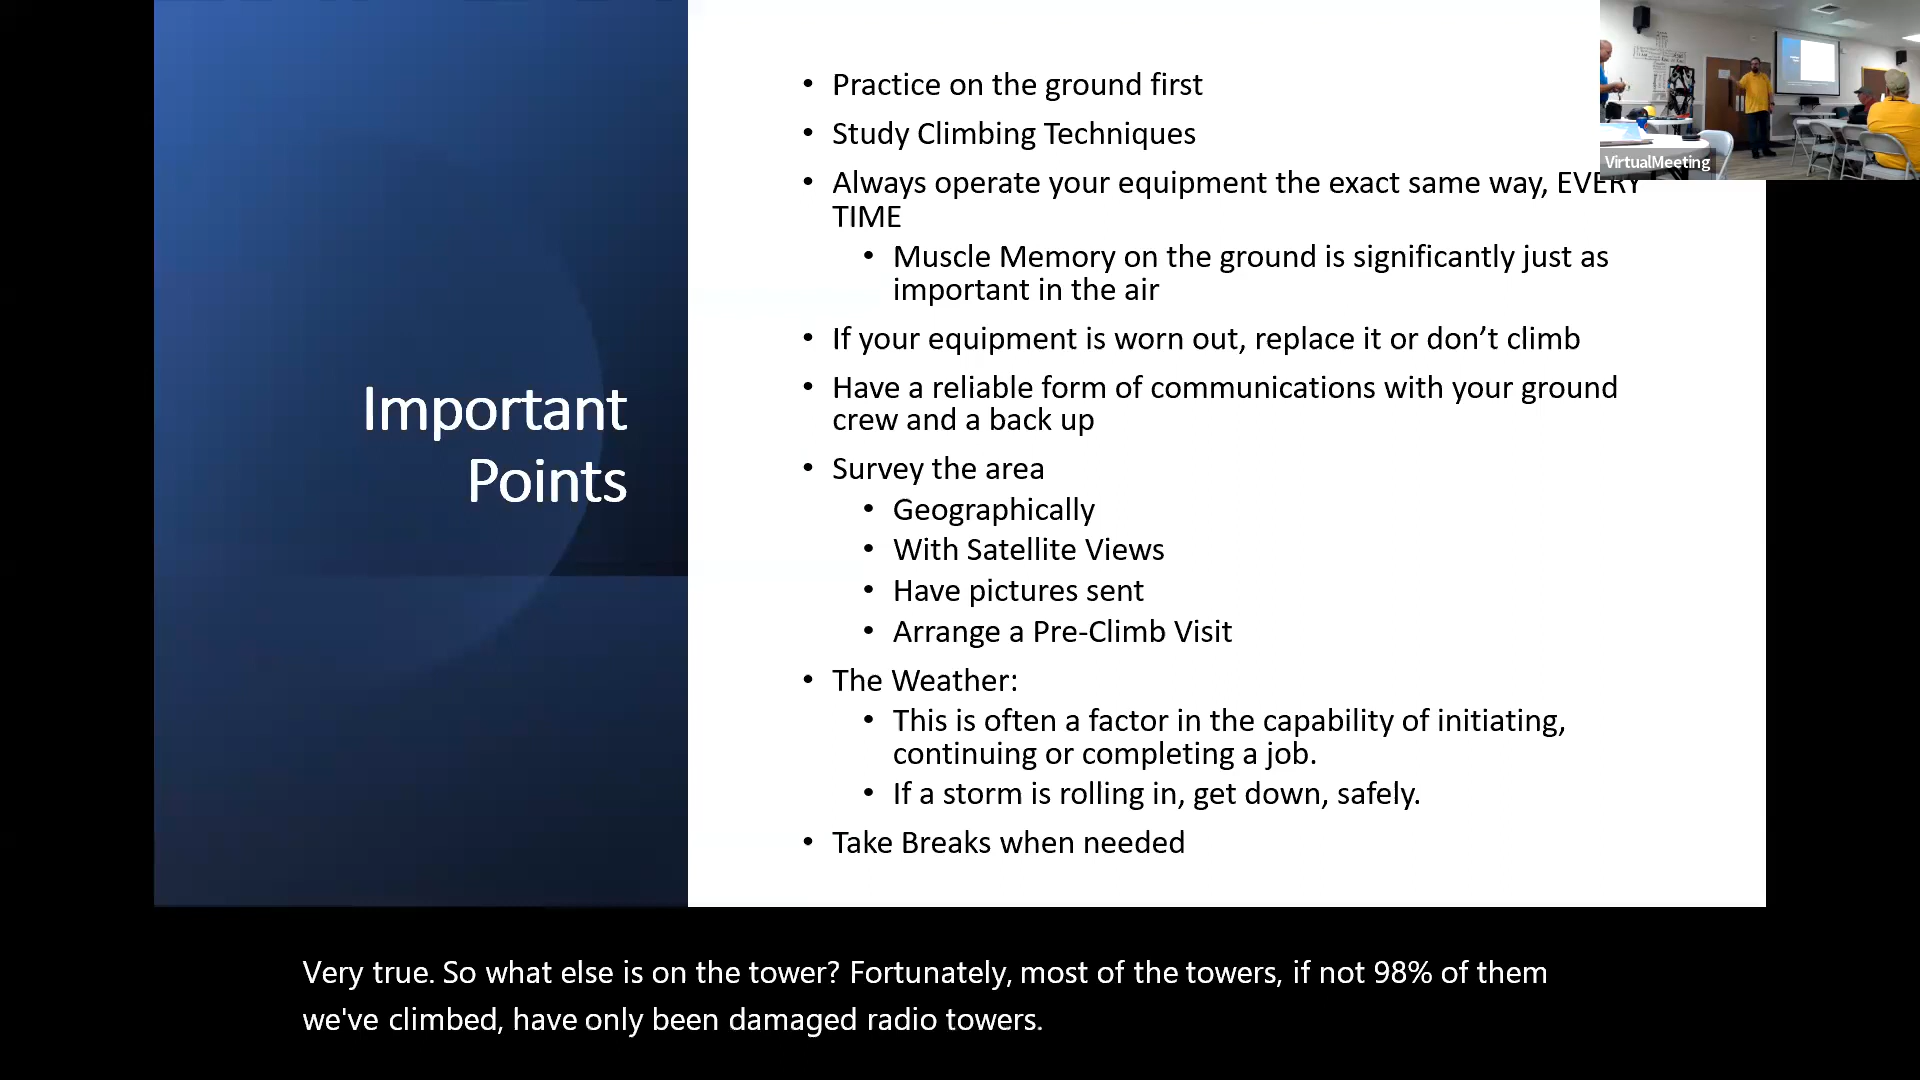 Important
Points
• Practice on the ground first
• Study Climbing Techniques
• Always operate your equipment the exact same way, EVERY
TIME
• Muscle Memory on the ground is significantly just as
important in the air
• If your equipment is worn out, replace it or don’t climb
• Have a reliable form of communications with your ground
crew and a back up
• Survey the area
• Geographically
• With Satellite Views
• Have pictures sent
• Arrange a Pre-Climb Visit
• The Weather:
• This is often a factor in the capability of initiating,
continuing or completing a job.
• If a storm is rolling in, get down, safely.
• Take Breaks when needed
VirtualMeeting
Very true. So what else is on the tower? Fortunately, most of the towers, if not 98% of them
we've climbed, have only been damaged radio towers.